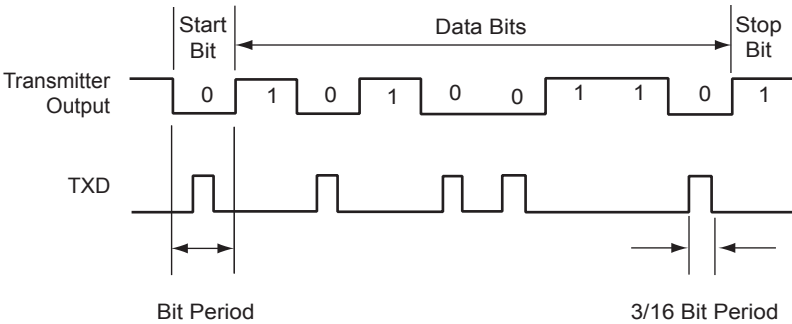 Start
Bit
Data Bits
Stop
Bit
Transmitter
Output
0 1 0 1 0 0 1 1 0 1
TXD
Bit Period
3/16 Bit Period